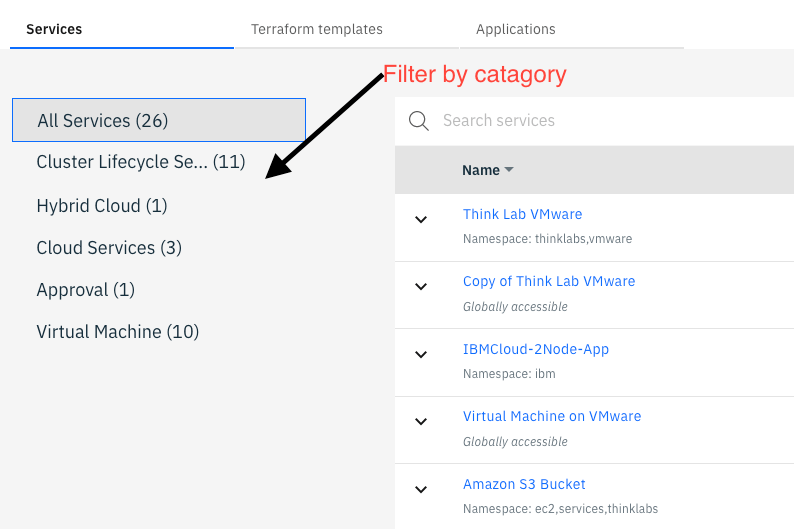 Services
Terraform templates
Applications
Filter by catagory
All Services (26)
Cluster Lifecycle Se... (11)
Hybrid Cloud (1)
Cloud Services (3)
Approval (1)
Virtual Machine (10)
Search services
Name
Think Lab VMware
Namespace: thinklabs,vmware
Copy of Think Lab VMware
Globally accessible
IBMCloud-2Node-App
Namespace: ibm
Virtual Machine on VMware
Globally accessible
Amazon S3 Bucket
Namespace: ec2,services,thinklabs